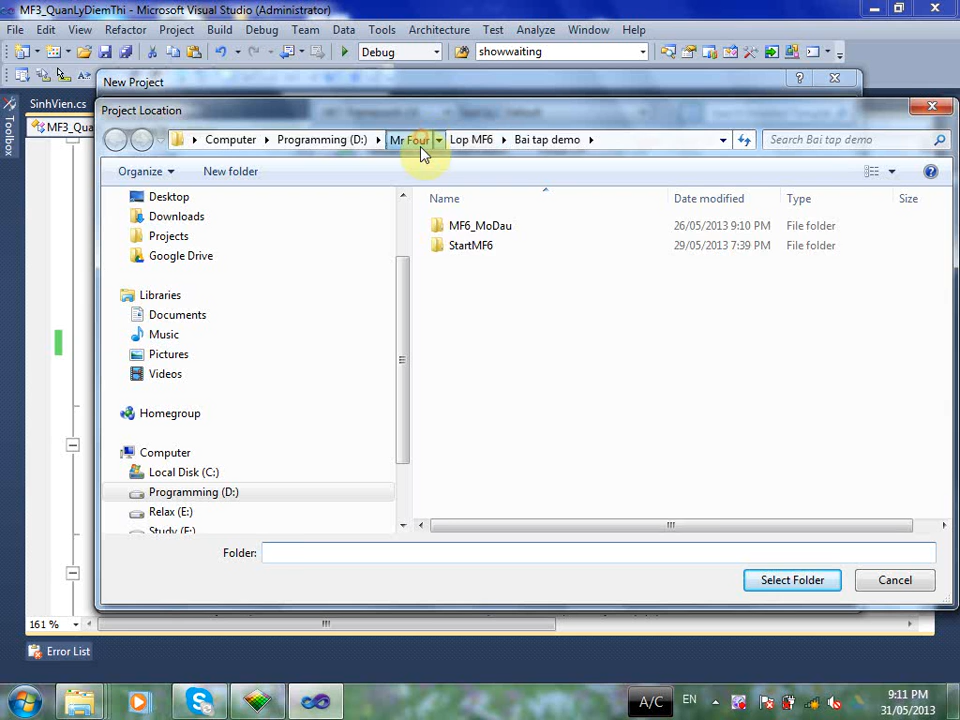 MF3_QuanLyDiemThi - Microsoft Visual Studio (Administrator)
File Edit View Refactor Project Build Debug Team Data Tools Architecture Test Analyze Window Help
Debug showwaiting
New Project
SinhVien.cs
Project Location
MF3_Qua
Toolbox
Computer Programming (D:) Mr Four Lop MF6 Bai tap demo Search Bai tap demo
Organize New folder
Name Date modified Type Size
Desktop
Downloads
Projects
Google Drive
Libraries
Documents
Music
Pictures
Videos
Homegroup
Computer
Local Disk (C:)
Programming (D:)
Relax (E:)
Study (F:)
MF6_MoDau 26/05/2013 9:10 PM File folder
StartMF6 29/05/2013 7:39 PM File folder
Folder:
Select Folder Cancel
161 %
Error List
A/C EN 9:11 PM
31/05/2013